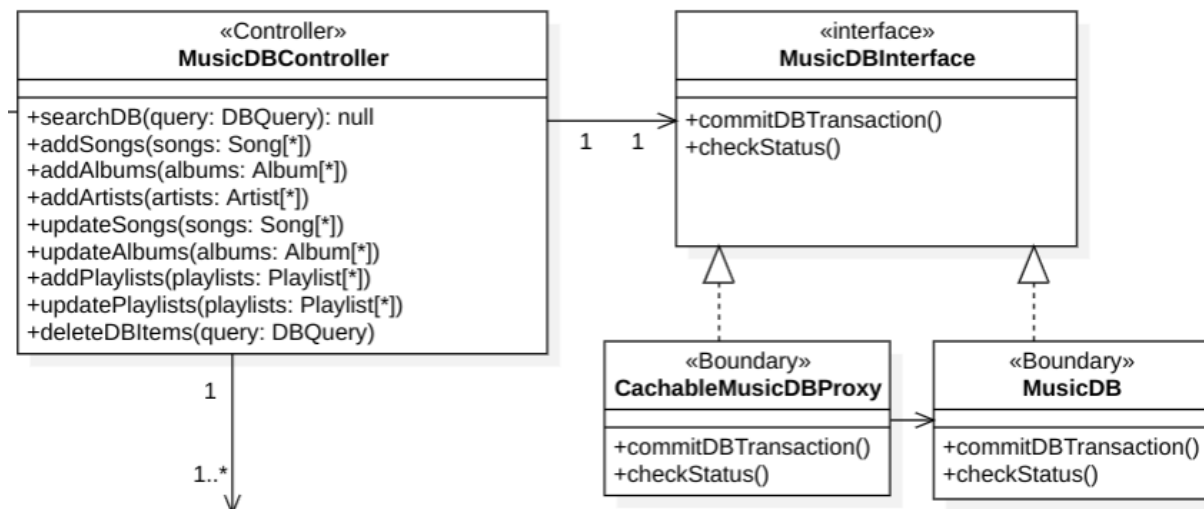 «Controller»
MusicDBController
+searchDB(query: DBQuery): null
+addSongs(songs: Song[*])
+addAlbums(albums: Album[*])
+addArtists(artists: Artist[*])
+updateSongs(songs: Song[*])
+updateAlbums(albums: Album[*])
+addPlaylists(playlists: Playlist[*])
+updatePlaylists(playlists: Playlist[*])
+deleteDBItems(query: DBQuery)
1
1..*
1 1
«interface»
MusicDBInterface
+commitDBTransaction()
+checkStatus()
«Boundary»
CachableMusicDBProxy
+commitDBTransaction()
+checkStatus()
«Boundary»
MusicDB
+commitDBTransaction()
+checkStatus()